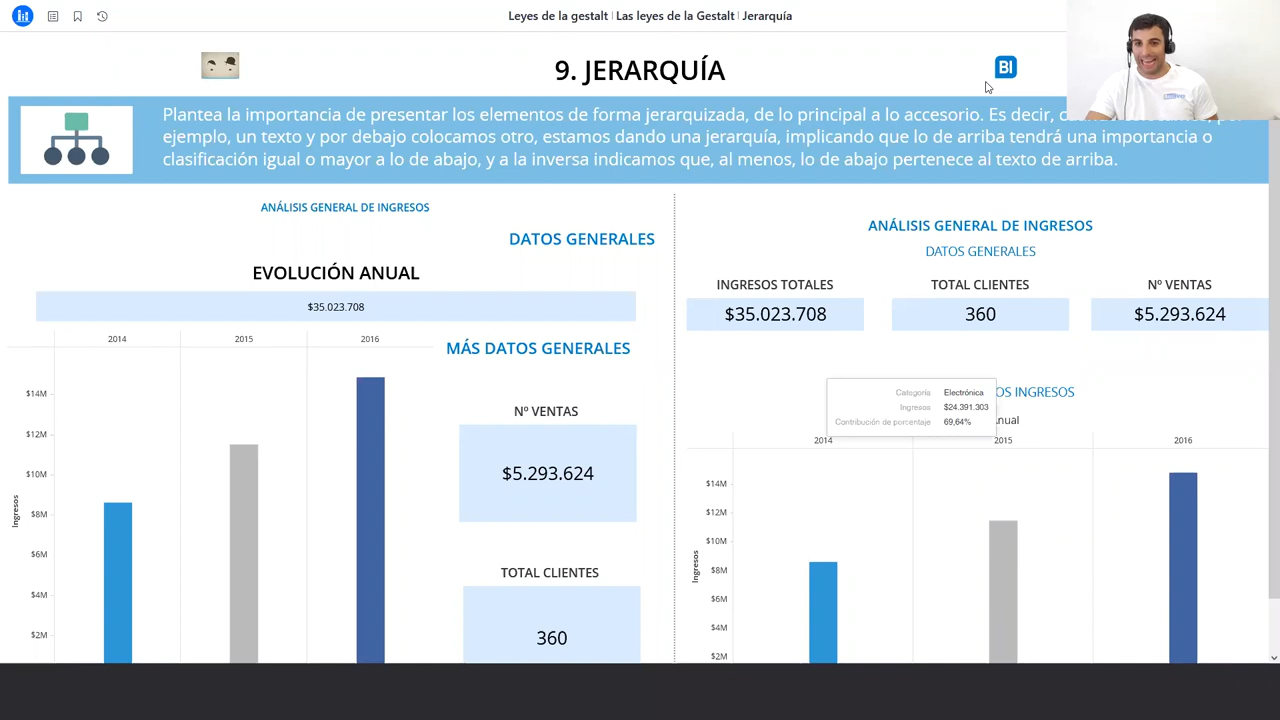 Leyes de la gestalt | Las leyes de la Gestalt | Jerarquía
9. JERARQUÍA
BI
Plantea la importancia de presentar los elementos de forma jerarquizada, de lo principal a lo accesorio. Es decir,
ejemplo, un texto y por debajo colocamos otro, estamos dando una jerarquía, implicando que lo de arriba tendrá una importancia o
clasificación igual o mayor a lo de abajo, y a la inversa indicamos que, al menos, lo de abajo pertenece al texto de arriba.
ANÁLISIS GENERAL DE INGRESOS
DATOS GENERALES
EVOLUCIÓN ANUAL
$35.023.708
2014 2015 2016
MÁS DATOS GENERALES
$14M
$12M
$10M
$8M
$6M
$4M
$2M
Ingresos
Nº VENTAS
$5.293.624
TOTAL CLIENTES
360
ANÁLISIS GENERAL DE INGRESOS
DATOS GENERALES
INGRESOS TOTALES TOTAL CLIENTES Nº VENTAS
$35.023.708 360 $5.293.624
Categoría Electrónica
Ingresos $24.391.303
Contribución de porcentaje 69,64%
INGRESOS
2014 2015 2016
$14M
$12M
$10M
$8M
$6M
$4M
$2M
Ingresos